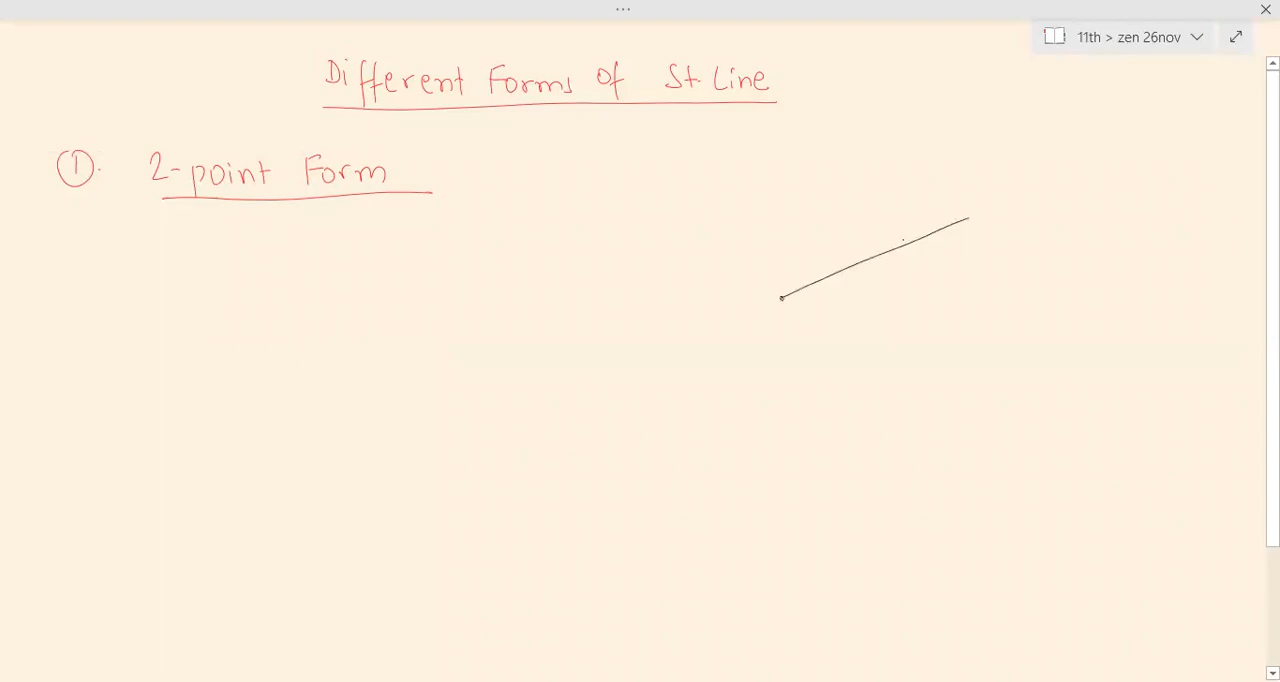 11th > zen 26nov
Different Forms of St. Line
①. 2-point Form